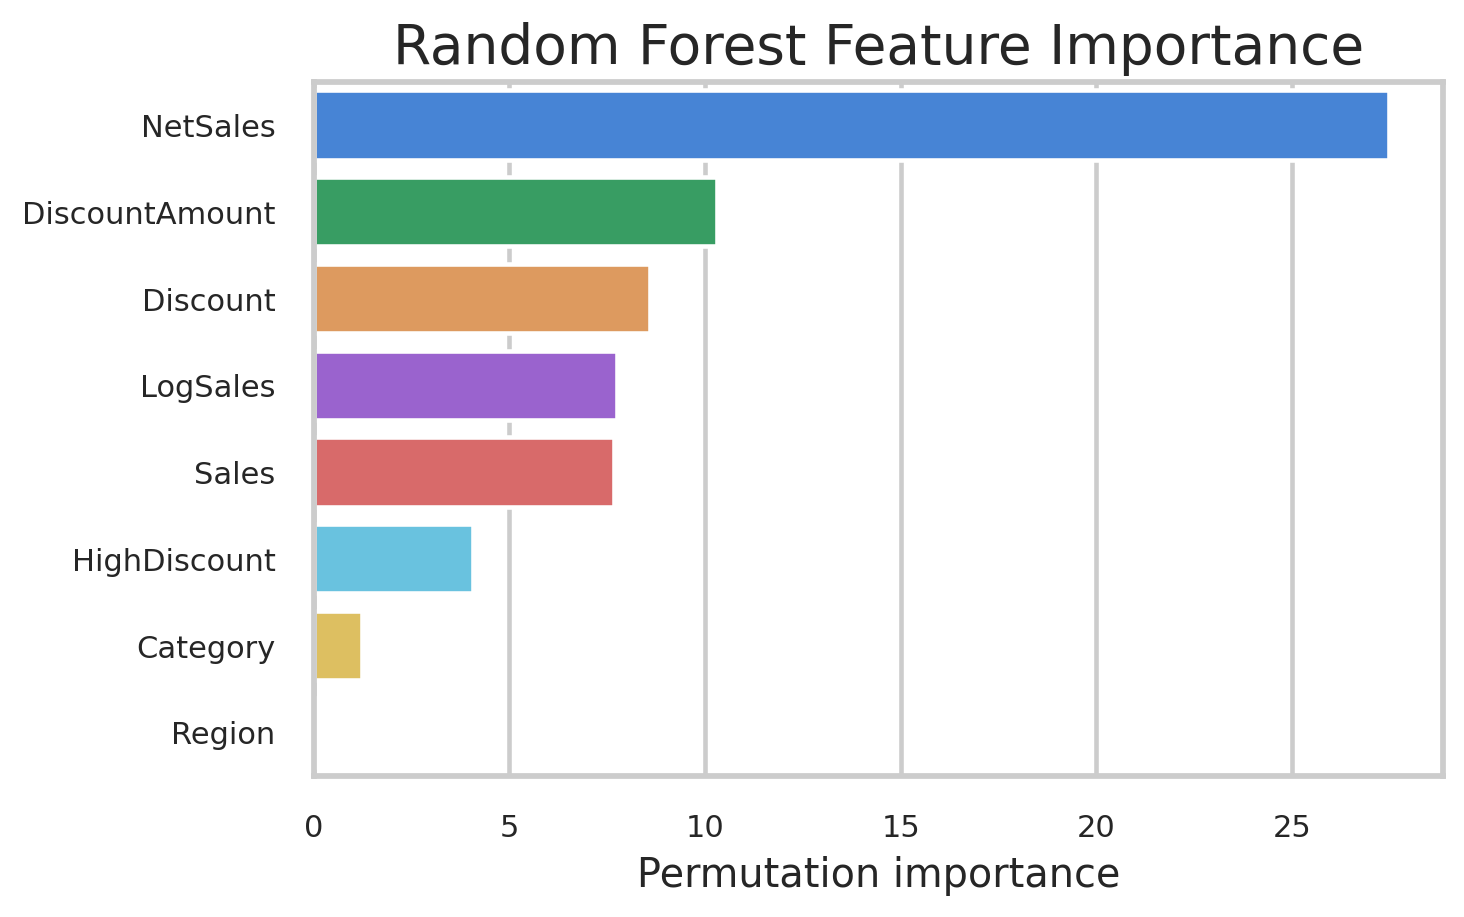 Random Forest Feature Importance
NetSales
DiscountAmount
Discount
LogSales
Sales
HighDiscount
Category
Region
0 5 10 15 20 25
Permutation importance